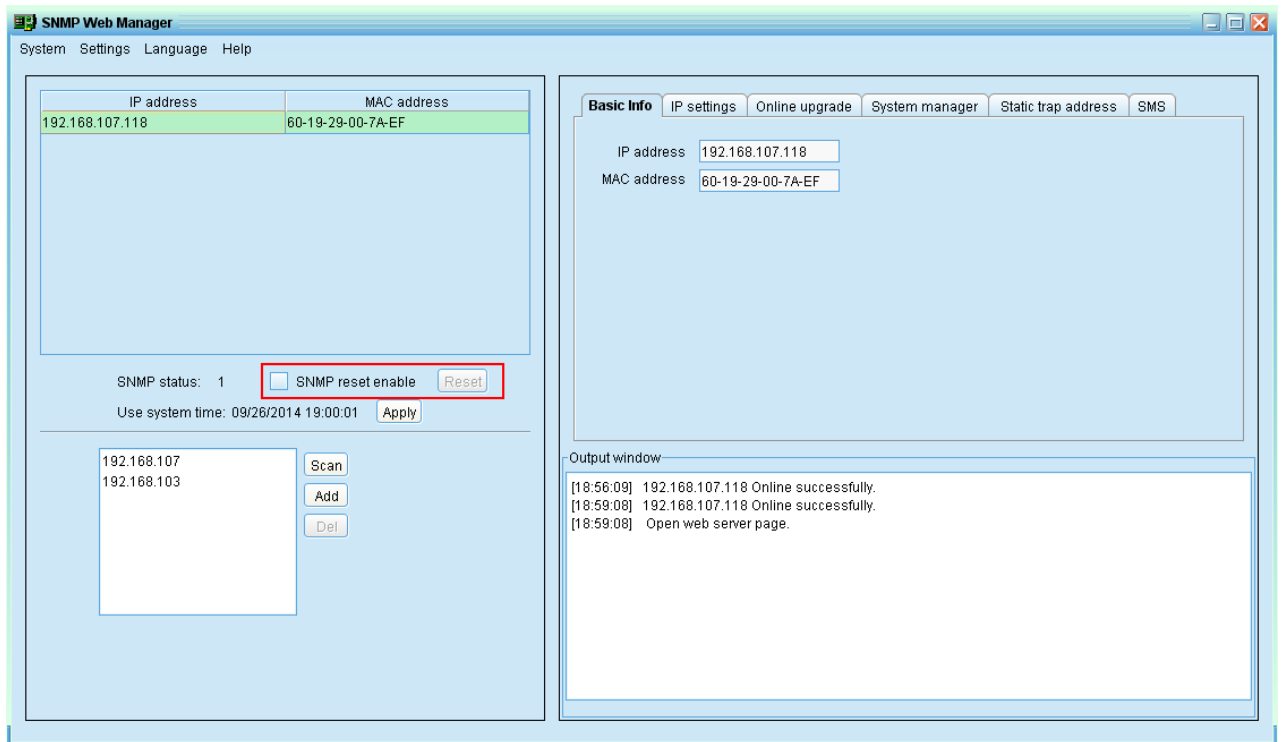 SNMP Web Manager
System Settings Language Help
IP address MAC address
192.168.107.118 60-19-29-00-7A-EF
SNMP status: 1 SNMP reset enable Reset
Use system time: 09/26/2014 19:00:01 Apply
192.168.107
192.168.103
Scan
Add
Del
Basic Info IP settings Online upgrade System manager Static trap address SMS
IP address 192.168.107.118
MAC address 60-19-29-00-7A-EF
Output window
[18:56:09] 192.168.107.118 Online successfully.
[18:59:08] 192.168.107.118 Online successfully.
[18:59:08] Open web server page.